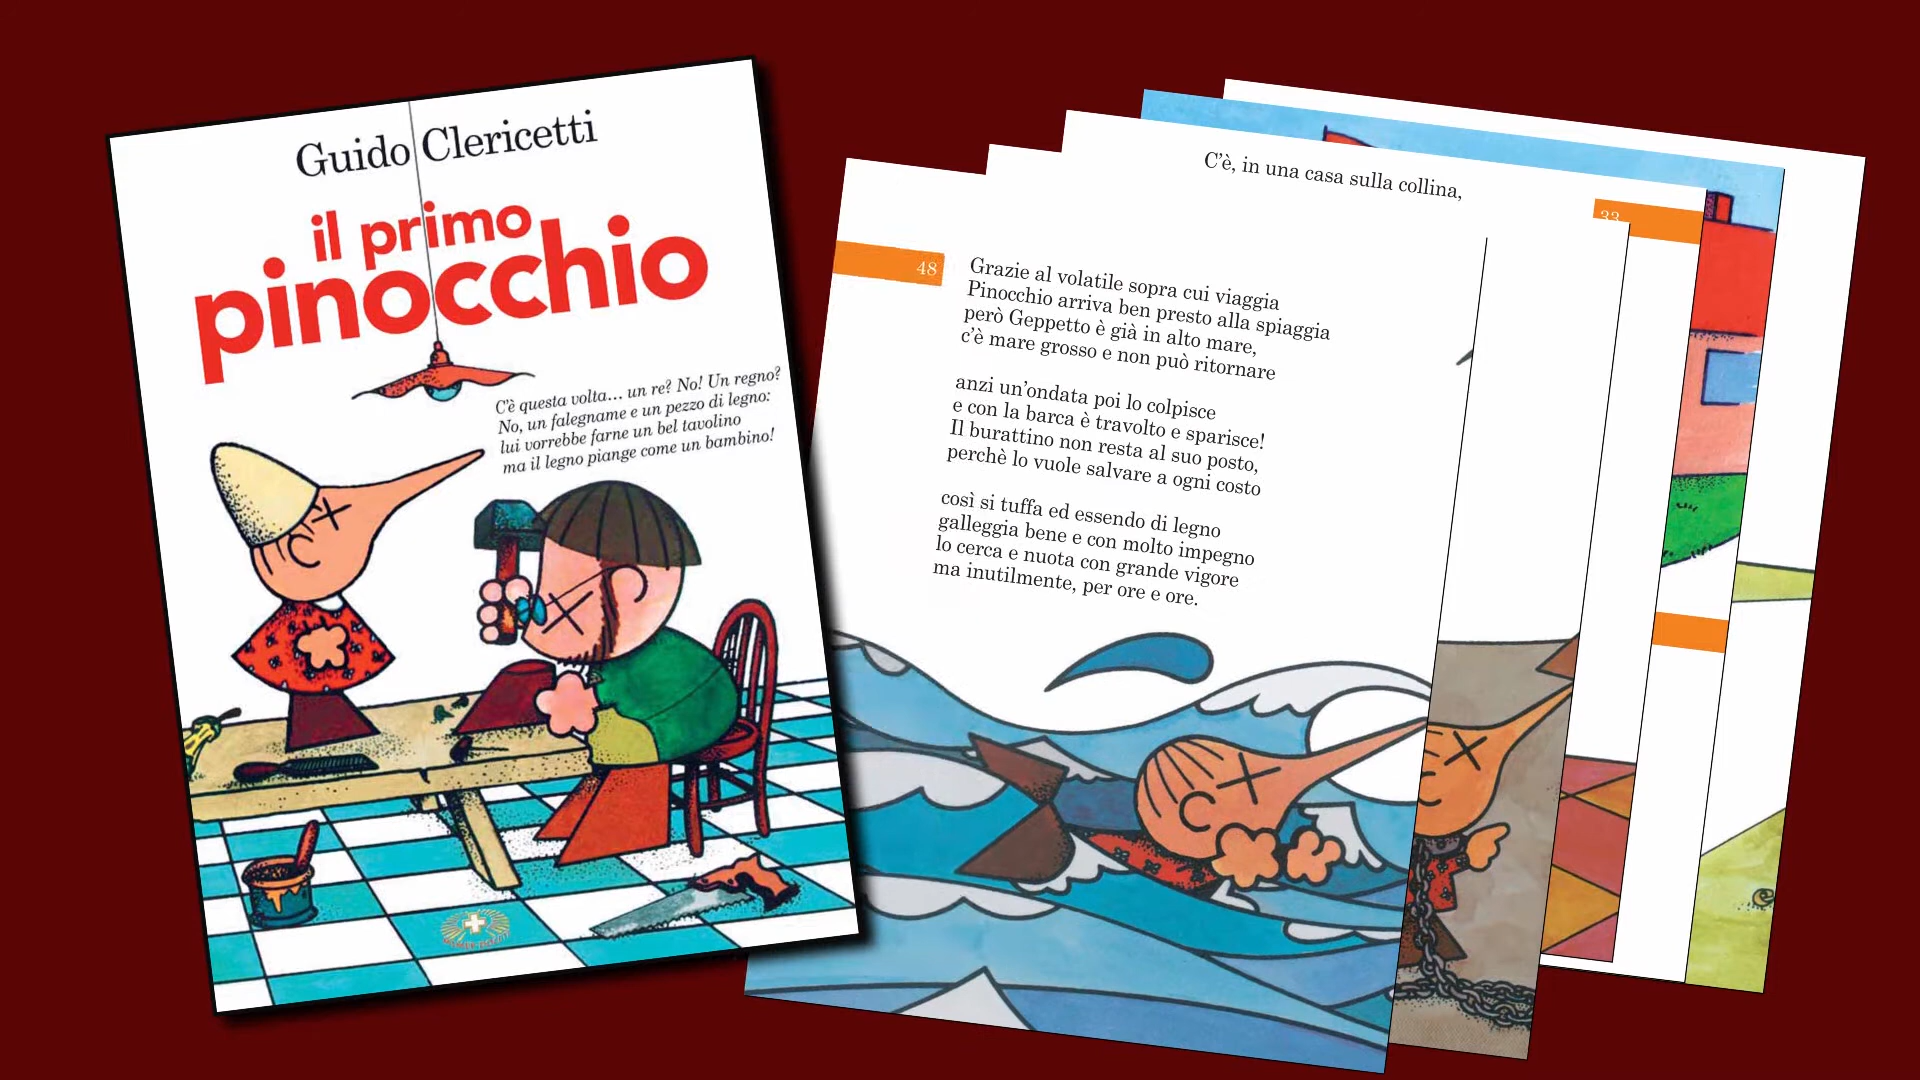 Guido Clericetti
il primo
pinocchio
C'è questa volta... un re? No! Un regno?
No, un falegname e un pezzo di legno:
lui vorrebbe farne un bel tavolino
ma il legno piange come un bambino!
C'è, in una casa sulla collina,
33
48
Grazie al volatile sopra cui viaggia
Pinocchio arriva ben presto alla spiaggia
però Geppetto è già in alto mare,
c'è mare grosso e non può ritornare
anzi un'ondata poi lo colpisce
e con la barca è travolto e sparisce!
Il burattino non resta al suo posto,
perchè lo vuole salvare a ogni costo
così si tuffa ed essendo di legno
galleggia bene e con molto impegno
lo cerca e nuota con grande vigore
ma inutilmente, per ore e ore.